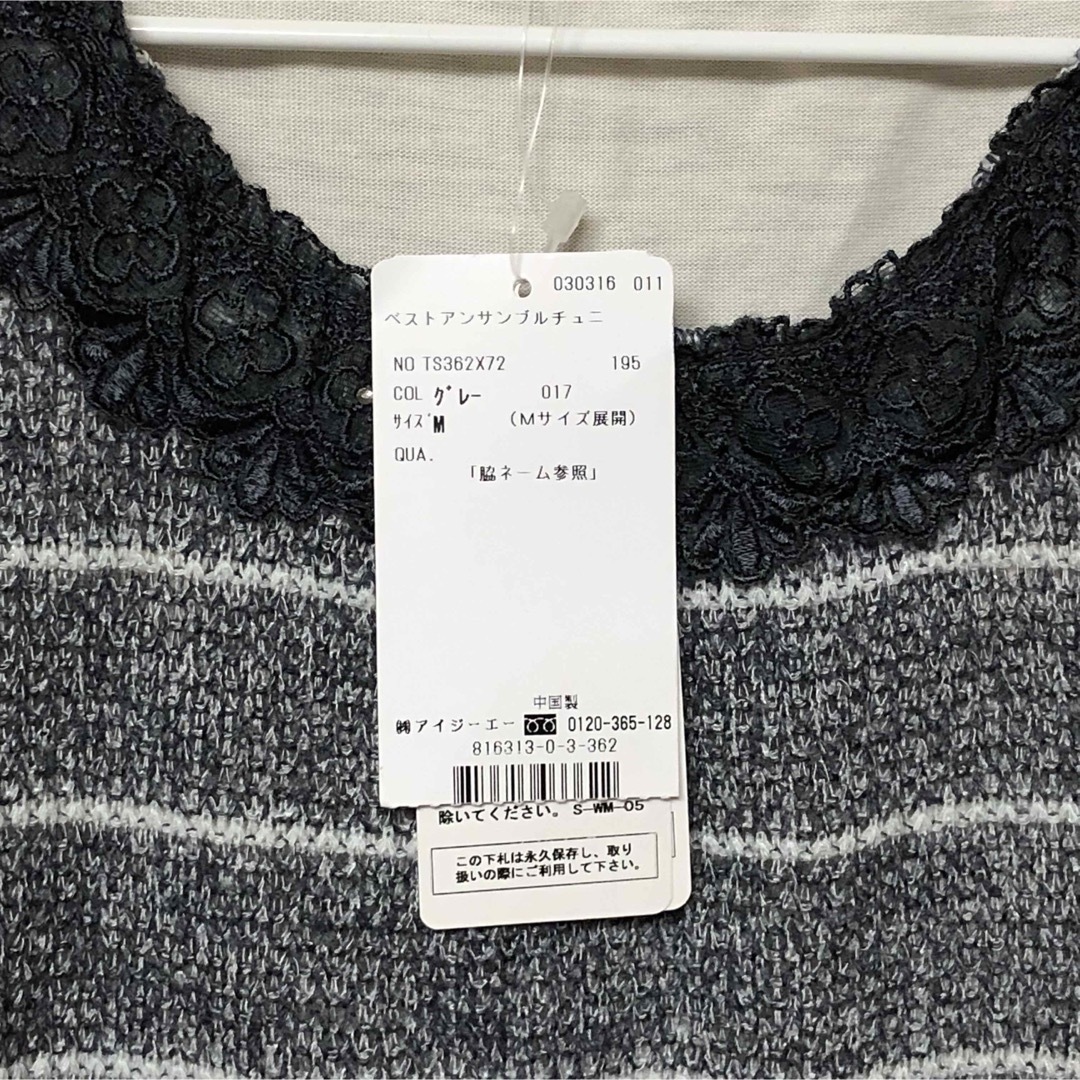 030316 011
ベストアンサンブルチュニ
NO TS362X72 195
COL グレー 017
サイズ M (Mサイズ展開)
QUA.
「脇ネーム参照」
中国製
㈱アイジーエー 0120-365-128
816313-0-3-362
除いてください。 S-WM-05
この下札は永久保存し、取り
扱いの際にご利用して下さい。